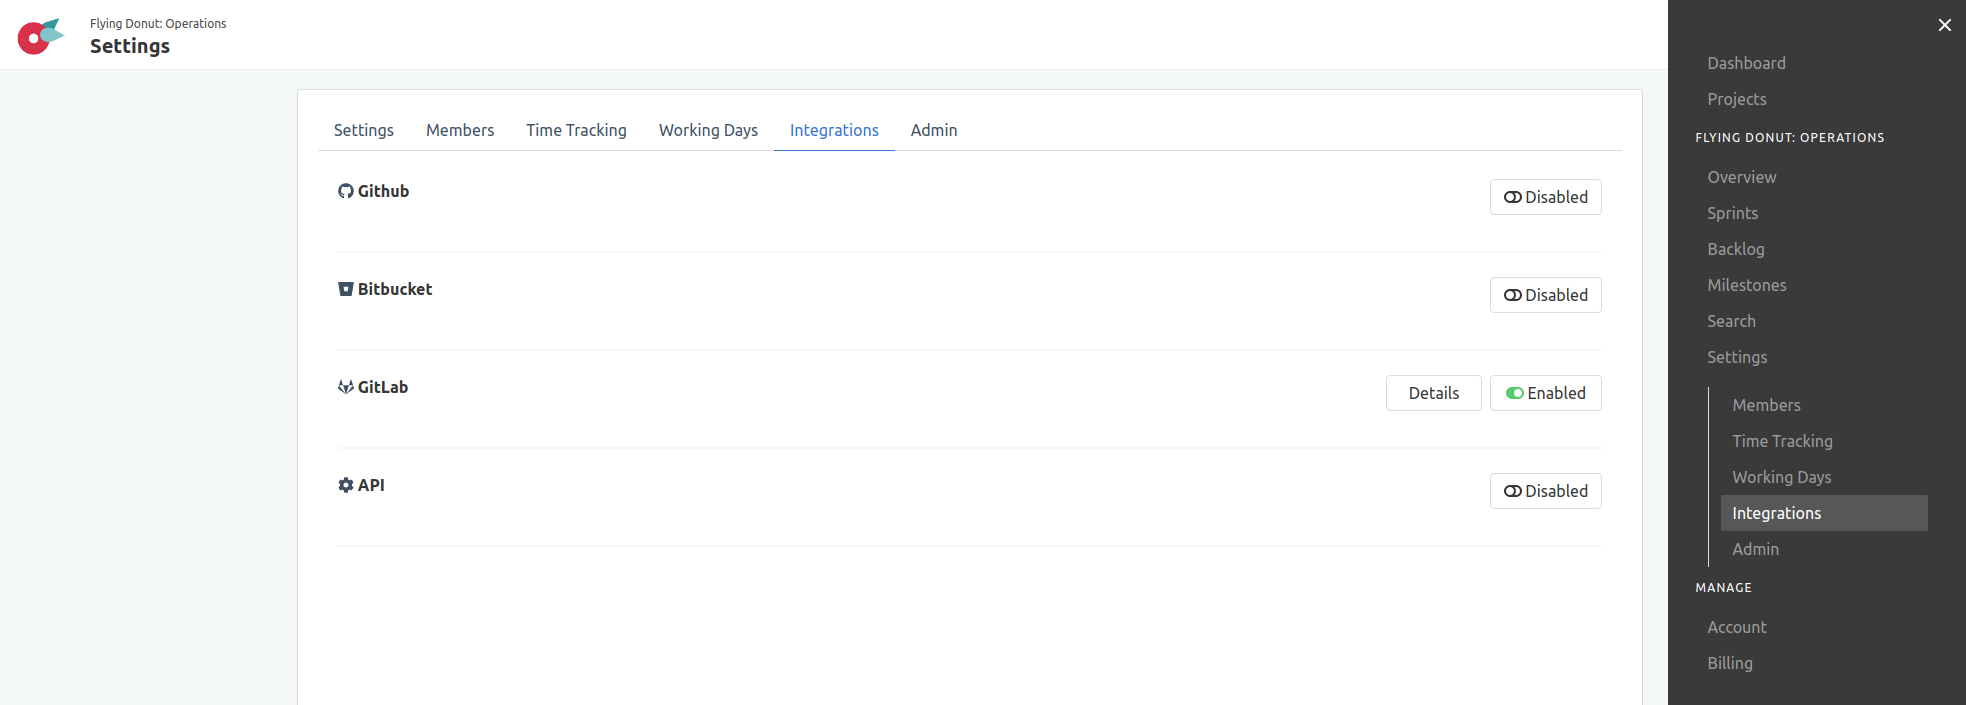 Flying Donut: Operations
Settings
Settings Members Time Tracking Working Days Integrations Admin
Github
Disabled
Bitbucket
Disabled
GitLab
Details Enabled
API
Disabled
Dashboard
Projects
FLYING DONUT: OPERATIONS
Overview
Sprints
Backlog
Milestones
Search
Settings
Members
Time Tracking
Working Days
Integrations
Admin
MANAGE
Account
Billing